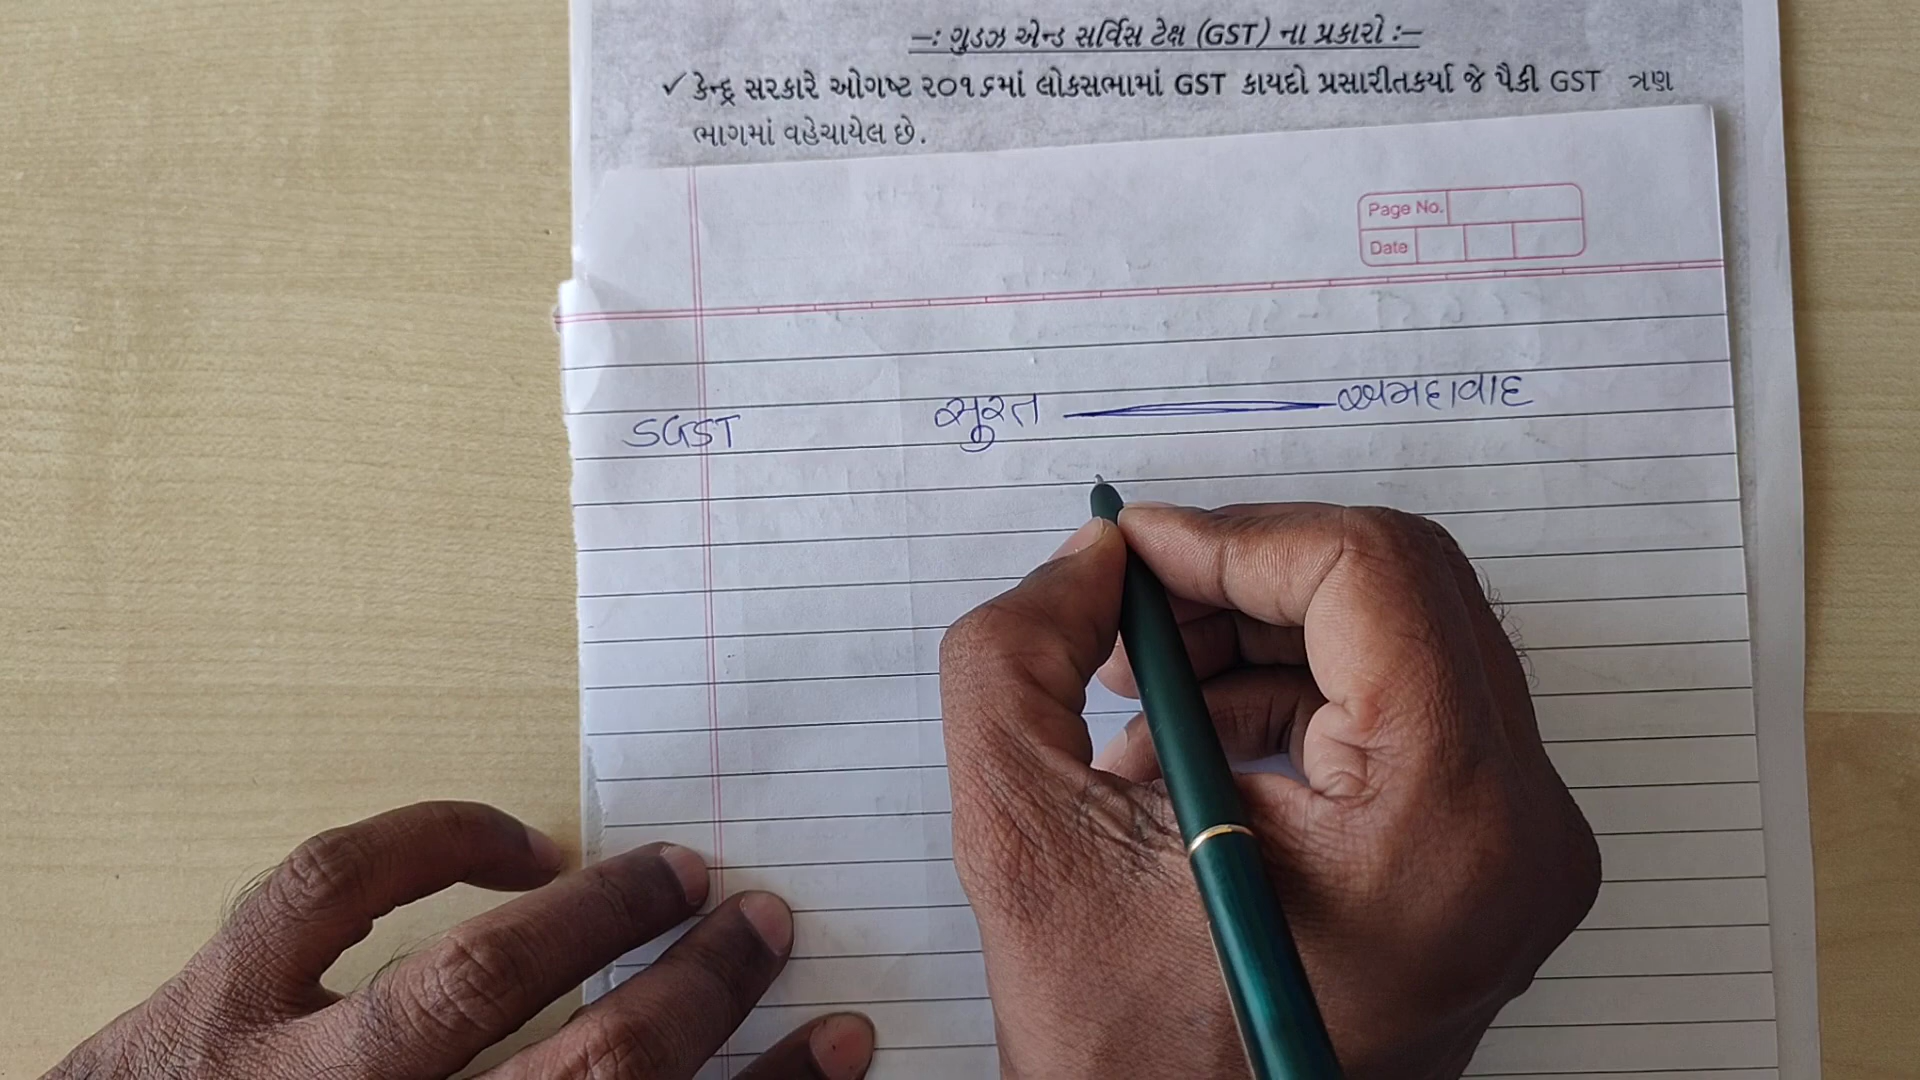 –: ગુડઝ એન્ડ સર્વિસ ટેક્ષ (GST) ના પ્રકારો :–
✓ કેન્દ્ર સરકારે ઓગષ્ટ ૨૦૧૬માં લોકસભામાં GST કાયદો પ્રસારીતકર્યા જે પૈકી GST ત્રણ
ભાગમાં વહેચાયેલ છે.
Page No.
Date
SGST સુરત — અમદાવાદ